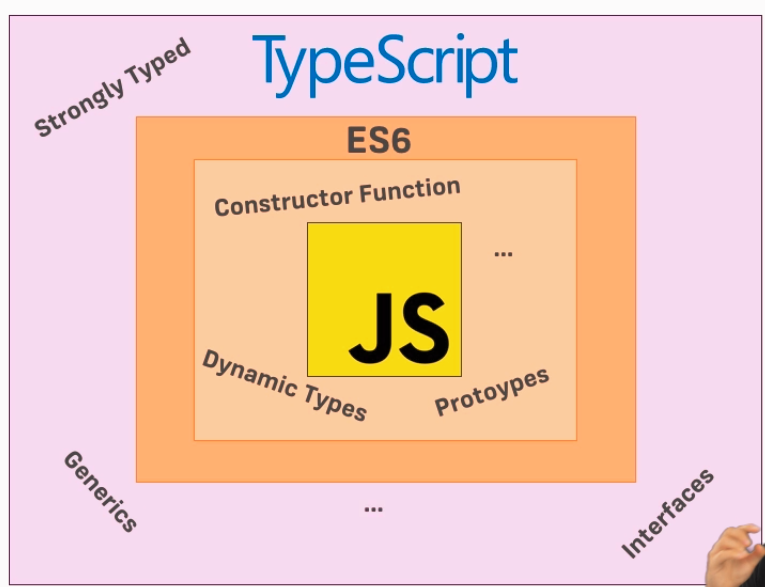 TypeScript
Strongly Typed
ES6
Constructor Function
...
JS
Dynamic Types
Protoypes
Generics
...
Interfaces